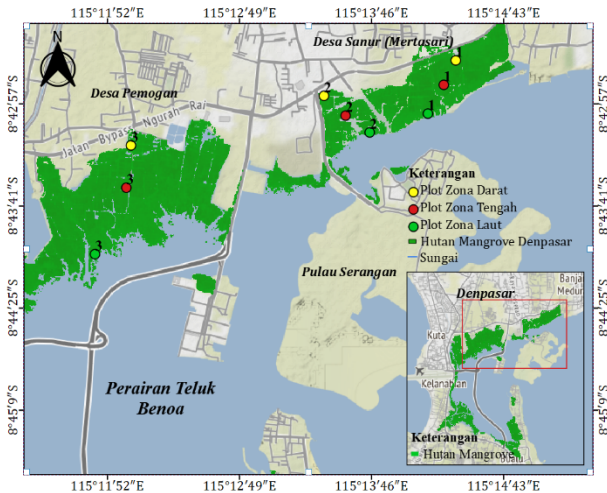 115°11′52″E 115°12′49″E 115°13′46″E 115°14′43″E
N
Desa Sanur (Mertasari)
1
Desa Pemogan
2
1
8°42′57″S
8°42′57″S
2
1
Jalan Bypass Ngurah Rai
2
3
Keterangan
3
Plot Zona Darat
Plot Zona Tengah
8°43′41″S
8°43′41″S
Plot Zona Laut
Hutan Mangrove Denpasar
3
Sungai
Pulau Serangan
Banja
Medur
Denpasar
8°44′25″S
8°44′25″S
Kuta
Kelanabian
Perairan Teluk
Benoa
8°45′9″S
8°45′9″S
Keterangan
Hutan Mangrove
115°11′52″E 115°12′49″E 115°13′46″E 115°14′43″E